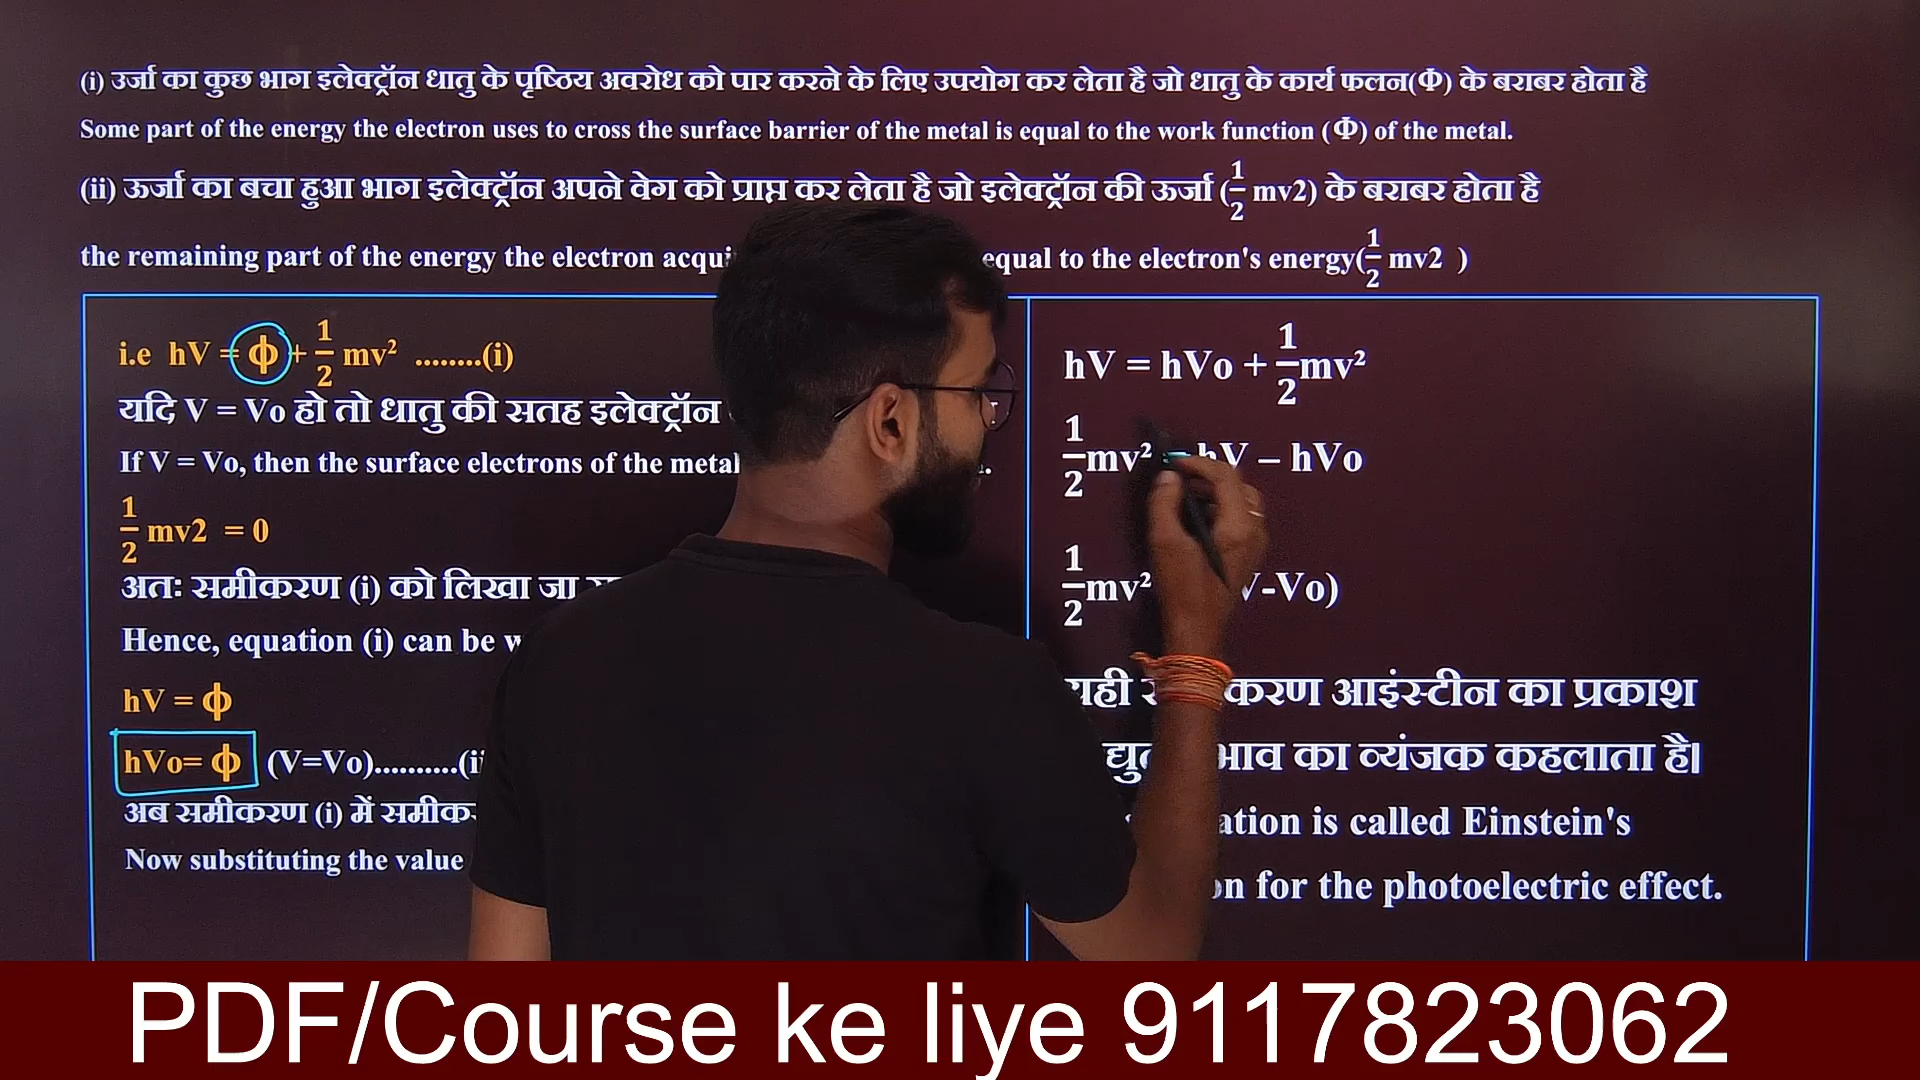 (i) उर्जा का कुछ भाग इलेक्ट्रॉन धातु के पृष्ठिय अवरोध को पार करने के लिए उपयोग कर लेता है जो धातु के कार्य फलन(Φ) के बराबर होता है
Some part of the energy the electron uses to cross the surface barrier of the metal is equal to the work function (Φ) of the metal.
(ii) ऊर्जा का बचा हुआ भाग इलेक्ट्रॉन अपने वेग को प्राप्त कर लेता है जो इलेक्ट्रॉन की ऊर्जा (1/2 mv2) के बराबर होता है
the remaining part of the energy the electron equal to the electron's energy(1/2 mv2 )
i.e hV = ϕ + 1/2 mv² ........(i)
यदि V = Vo हो तो धातु की सतह इलेक्ट्रॉन
If V = Vo, then the surface electrons of the metal
1/2 mv2 = 0
अतः समीकरण (i) को लिखा जा
Hence, equation (i) can be
hV = ϕ
hVo= ϕ (V=Vo)..........(ii
अब समीकरण (i) में
Now substituting the value
hV = hVo + 1/2mv²
1/2mv² = hV – hVo
1/2mv² V-Vo)
यही करण आइंस्टीन का प्रकाश
का व्यंजक कहलाता है।
is called Einstein's
for the photoelectric effect.
PDF/Course ke liye 9117823062